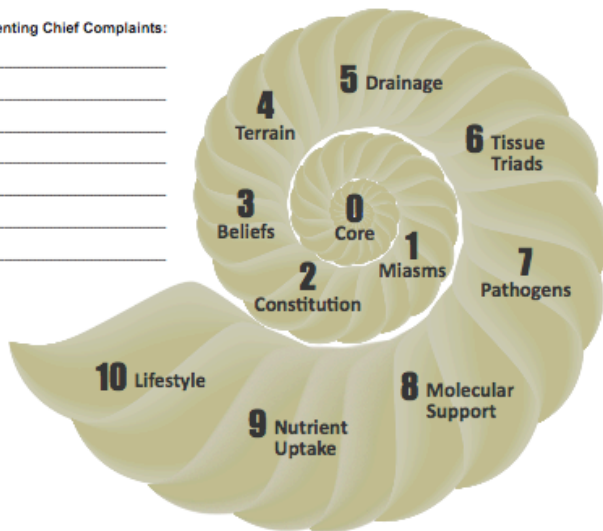 enting Chief Complaints:
0
Core
1
Miasms
2
Constitution
3
Beliefs
4
Terrain
5 Drainage
6 Tissue
Triads
7
Pathogens
8 Molecular
Support
9 Nutrient
Uptake
10 Lifestyle